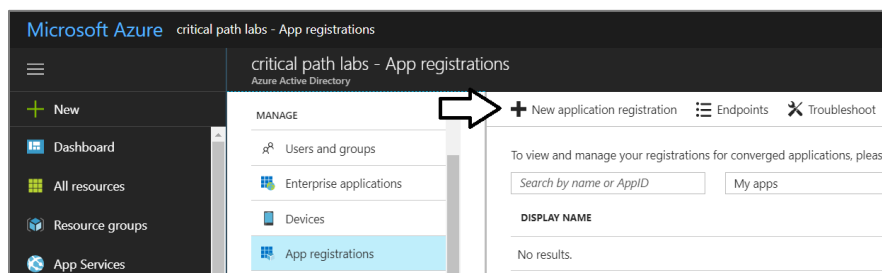 Microsoft Azure critical path labs - App registrations
critical path labs - App registrations
Azure Active Directory
New
Dashboard
All resources
Resource groups
App Services
MANAGE
Users and groups
Enterprise applications
Devices
App registrations
New application registration Endpoints Troubleshoot
To view and manage your registrations for converged applications, pleas
Search by name or AppID My apps
DISPLAY NAME
No results.